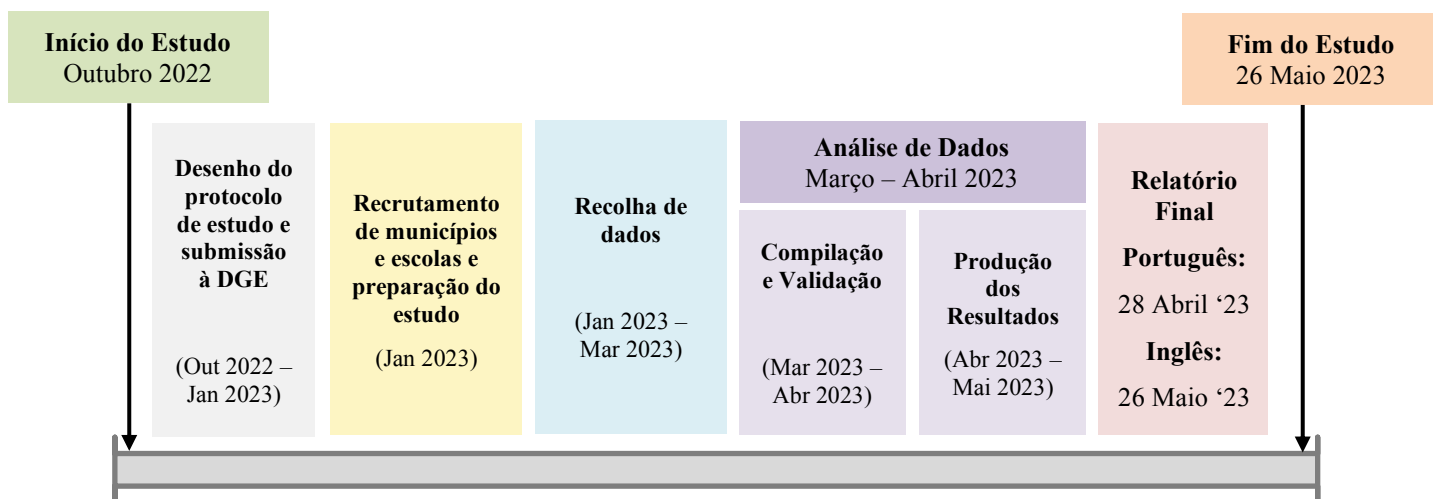 Início do Estudo
Outubro 2022
Fim do Estudo
26 Maio 2023
Desenho do
protocolo
de estudo e
submissão
à DGE
(Out 2022 –
Jan 2023)
Recrutamento
de municípios
e escolas e
preparação do
estudo
(Jan 2023)
Recolha de
dados
(Jan 2023 –
Mar 2023)
Análise de Dados
Março – Abril 2023
Compilação
e Validação
(Mar 2023 –
Abr 2023)
Produção
dos
Resultados
(Abr 2023 –
Mai 2023)
Relatório
Final
Português:
28 Abril ‘23
Inglês:
26 Maio ‘23